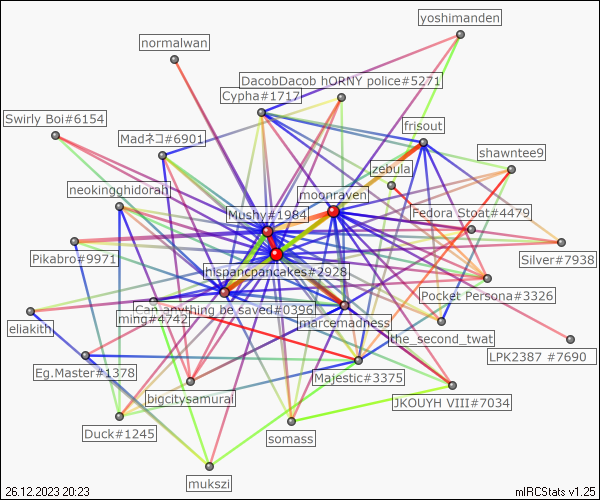 yoshimanden
normalwan
DacobDacob hORNY police#5271
Cypha#1717
Swirly Boi#6154
frisout
Madネコ#6901
shawntee9
zebula
neokingghidorah
moonraven
Mushy#1984
Fedora Stoat#4479
Pikabro#9971
Silver#7938
hispancpancakes#2928
Pocket Persona#3326
Can anything be saved#0396
ming#4742
marcemadness
eliakith
the_second_twat
LPK2387 #7690
Eg.Master#1378
Majestic#3375
bigcitysamurai
JKOUYH VIII#7034
Duck#1245
somass
mukszi
26.12.2023 20:23
mIRCStats v1.25